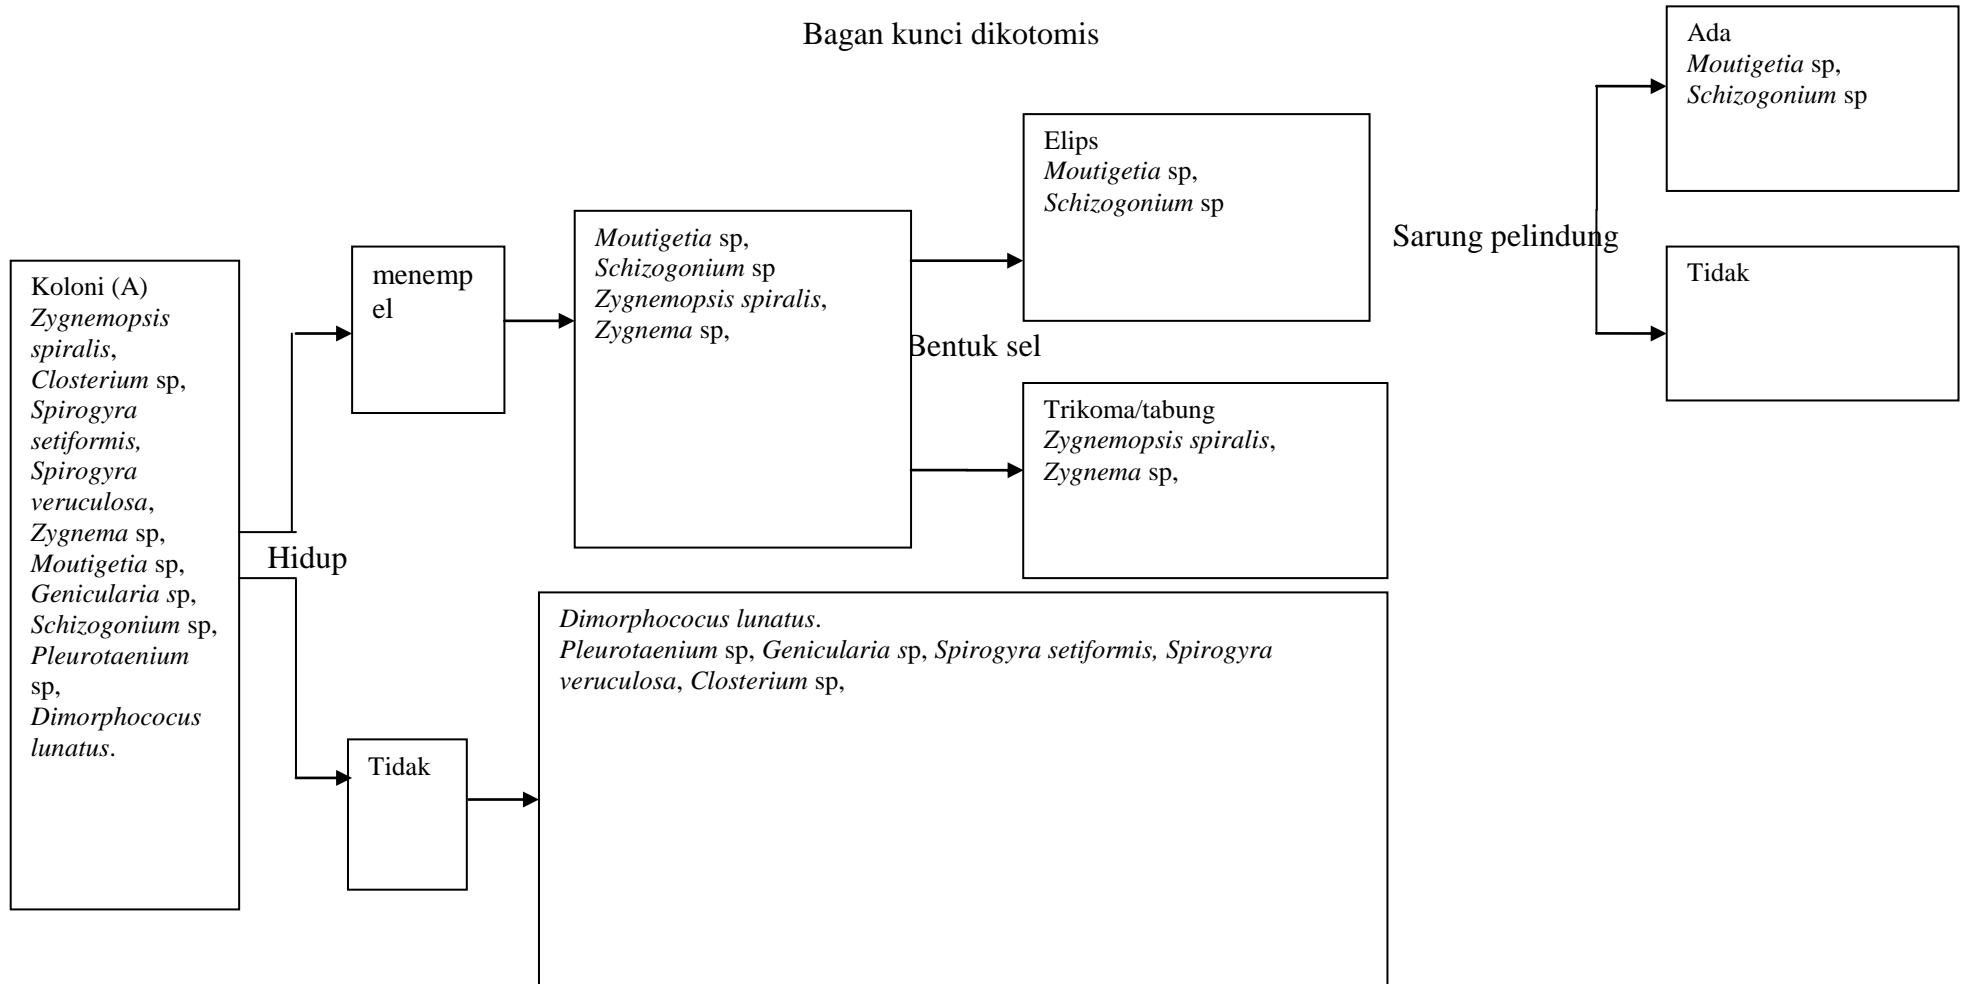 Bagan kunci dikotomis
Koloni (A)
Zygnemopsis
spiralis,
Closterium sp,
Spirogyra
setiformis,
Spirogyra
veruculosa,
Zygnema sp,
Moutigetia sp,
Genicularia sp,
Schizogonium sp,
Pleurotaenium
sp,
Dimorphococus
lunatus.
Hidup
menemp
el
Tidak
Moutigetia sp,
Schizogonium sp
Zygnemopsis spiralis,
Zygnema sp,
Dimorphococus lunatus.
Pleurotaenium sp, Genicularia sp, Spirogyra setiformis, Spirogyra
veruculosa, Closterium sp,
Bentuk sel
Elips
Moutigetia sp,
Schizogonium sp
Trikoma/tabung
Zygnemopsis spiralis,
Zygnema sp,
Sarung pelindung
Ada
Moutigetia sp,
Schizogonium sp
Tidak